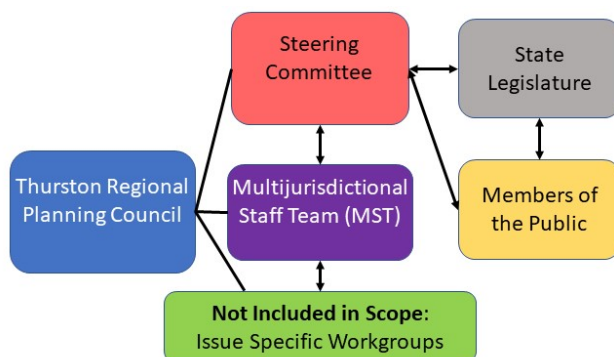 Steering
Committee
State
Legislature
Thurston Regional
Planning Council
Multijurisdictional
Staff Team (MST)
Members of
the Public
Not Included in Scope:
Issue Specific Workgroups